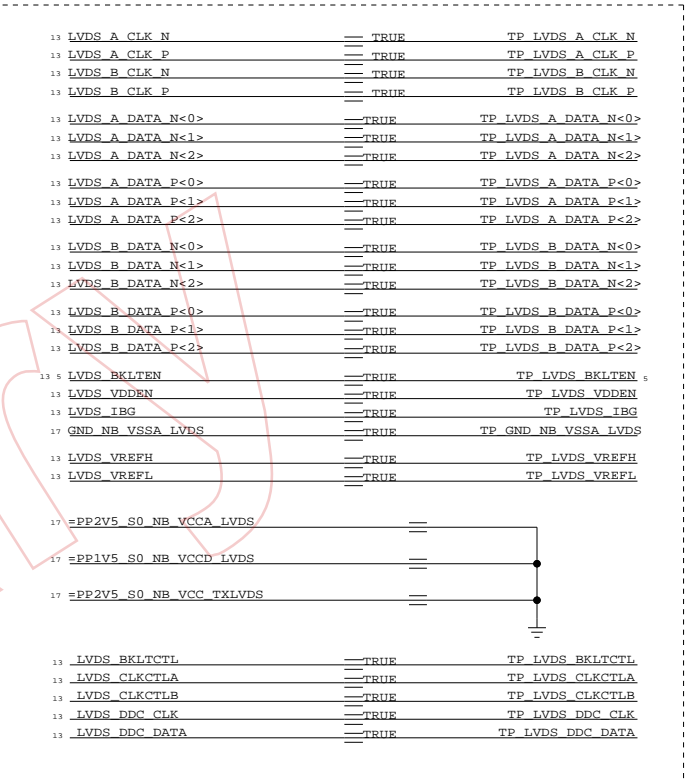 13 LVDS_A_CLK_N TRUE TP_LVDS_A_CLK_N
13 LVDS_A_CLK_P TRUE TP_LVDS_A_CLK_P
13 LVDS_B_CLK_N TRUE TP_LVDS_B_CLK_N
13 LVDS_B_CLK_P TRUE TP_LVDS_B_CLK_P
13 LVDS_A_DATA_N<0> TRUE TP_LVDS_A_DATA_N<0>
13 LVDS_A_DATA_N<1> TRUE TP_LVDS_A_DATA_N<1>
13 LVDS_A_DATA_N<2> TRUE TP_LVDS_A_DATA_N<2>
13 LVDS_A_DATA_P<0> TRUE TP_LVDS_A_DATA_P<0>
13 LVDS_A_DATA_P<1> TRUE TP_LVDS_A_DATA_P<1>
13 LVDS_A_DATA_P<2> TRUE TP_LVDS_A_DATA_P<2>
13 LVDS_B_DATA_N<0> TRUE TP_LVDS_B_DATA_N<0>
13 LVDS_B_DATA_N<1> TRUE TP_LVDS_B_DATA_N<1>
13 LVDS_B_DATA_N<2> TRUE TP_LVDS_B_DATA_N<2>
13 LVDS_B_DATA_P<0> TRUE TP_LVDS_B_DATA_P<0>
13 LVDS_B_DATA_P<1> TRUE TP_LVDS_B_DATA_P<1>
13 LVDS_B_DATA_P<2> TRUE TP_LVDS_B_DATA_P<2>
13 5 LVDS_BKLTEN TRUE TP_LVDS_BKLTEN 5
13 LVDS_VDDEN TRUE TP_LVDS_VDDEN
13 LVDS_IBG TRUE TP_LVDS_IBG
17 GND_NB_VSSA_LVDS TRUE TP_GND_NB_VSSA_LVDS
13 LVDS_VREFH TRUE TP_LVDS_VREFH
13 LVDS_VREFL TRUE TP_LVDS_VREFL
17 =PP2V5_S0_NB_VCCA_LVDS
17 =PP1V5_S0_NB_VCCD_LVDS
17 =PP2V5_S0_NB_VCC_TXLVDS
13 LVDS_BKLTCTL TRUE TP_LVDS_BKLTCTL
13 LVDS_CLKCTLA TRUE TP_LVDS_CLKCTLA
13 LVDS_CLKCTLB TRUE TP_LVDS_CLKCTLB
13 LVDS_DDC_CLK TRUE TP_LVDS_DDC_CLK
13 LVDS_DDC_DATA TRUE TP_LVDS_DDC_DATA